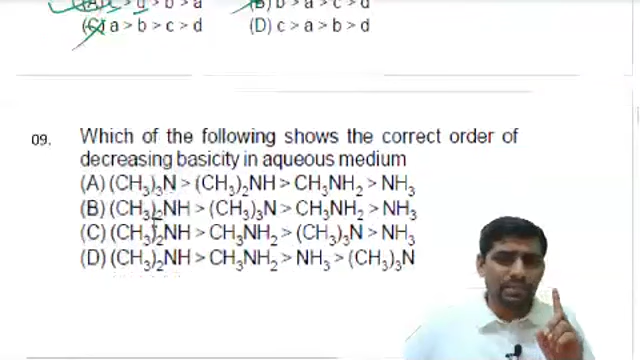 (C) a > b > c > d (D) c > a > b > d
09. Which of the following shows the correct order of
decreasing basicity in aqueous medium
(A) (CH₃)₃N > (CH₃)₂NH > CH₃NH₂ > NH₃
(B) (CH₃)₂NH > (CH₃)₃N > CH₃NH₂ > NH₃
(C) (CH₃)₂NH > CH₃NH₂ > (CH₃)₃N > NH₃
(D) (CH₃)₂NH > CH₃NH₂ > NH₃ > (CH₃)₃N